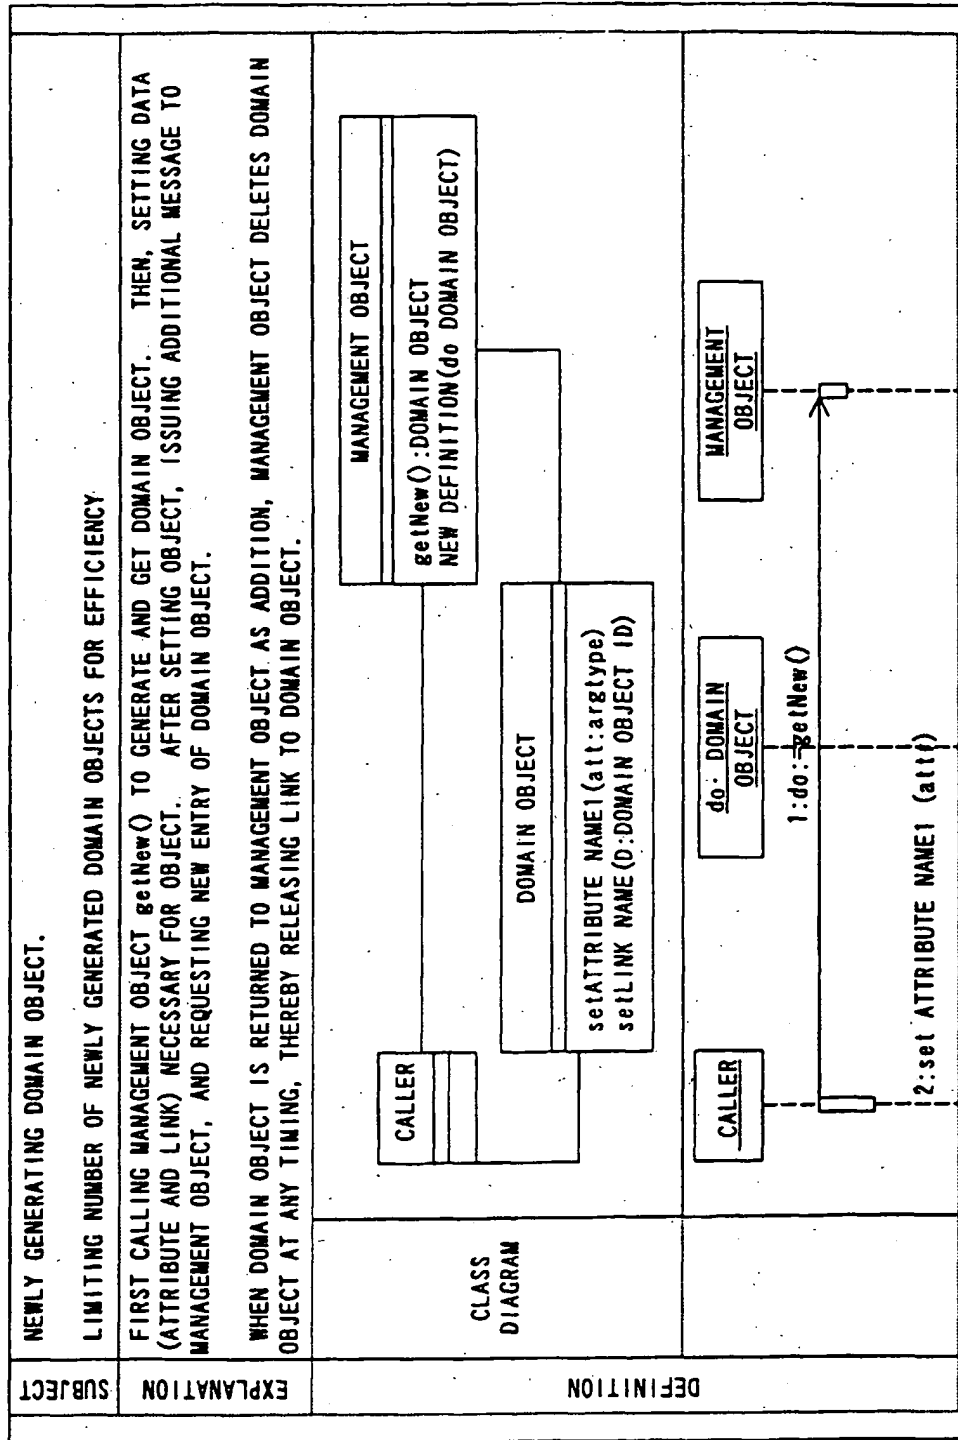 SUBJECT
NEWLY GENERATING DOMAIN OBJECT.
LIMITING NUMBER OF NEWLY GENERATED DOMAIN OBJECTS FOR EFFICIENCY
EXPLANATION
FIRST CALLING MANAGEMENT OBJECT getNew() TO GENERATE AND GET DOMAIN OBJECT. THEN, SETTING DATA
(ATTRIBUTE AND LINK) NECESSARY FOR OBJECT. AFTER SETTING OBJECT, ISSUING ADDITIONAL MESSAGE TO
MANAGEMENT OBJECT, AND REQUESTING NEW ENTRY OF DOMAIN OBJECT.
WHEN DOMAIN OBJECT IS RETURNED TO MANAGEMENT OBJECT AS ADDITION, MANAGEMENT OBJECT DELETES DOMAIN
OBJECT AT ANY TIMING, THEREBY RELEASING LINK TO DOMAIN OBJECT.
DEFINITION
CLASS
DIAGRAM
CALLER
MANAGEMENT OBJECT
getNew():DOMAIN OBJECT
NEW DEFINITION(do DOMAIN OBJECT)
DOMAIN OBJECT
setATTRIBUTE NAME1(att:argtype)
setLINK NAME(D:DOMAIN OBJECT ID)
CALLER
do· DOMAIN
OBJECT
MANAGEMENT
OBJECT
1:do:=getNew()
2:set ATTRIBUTE NAME1 (att)